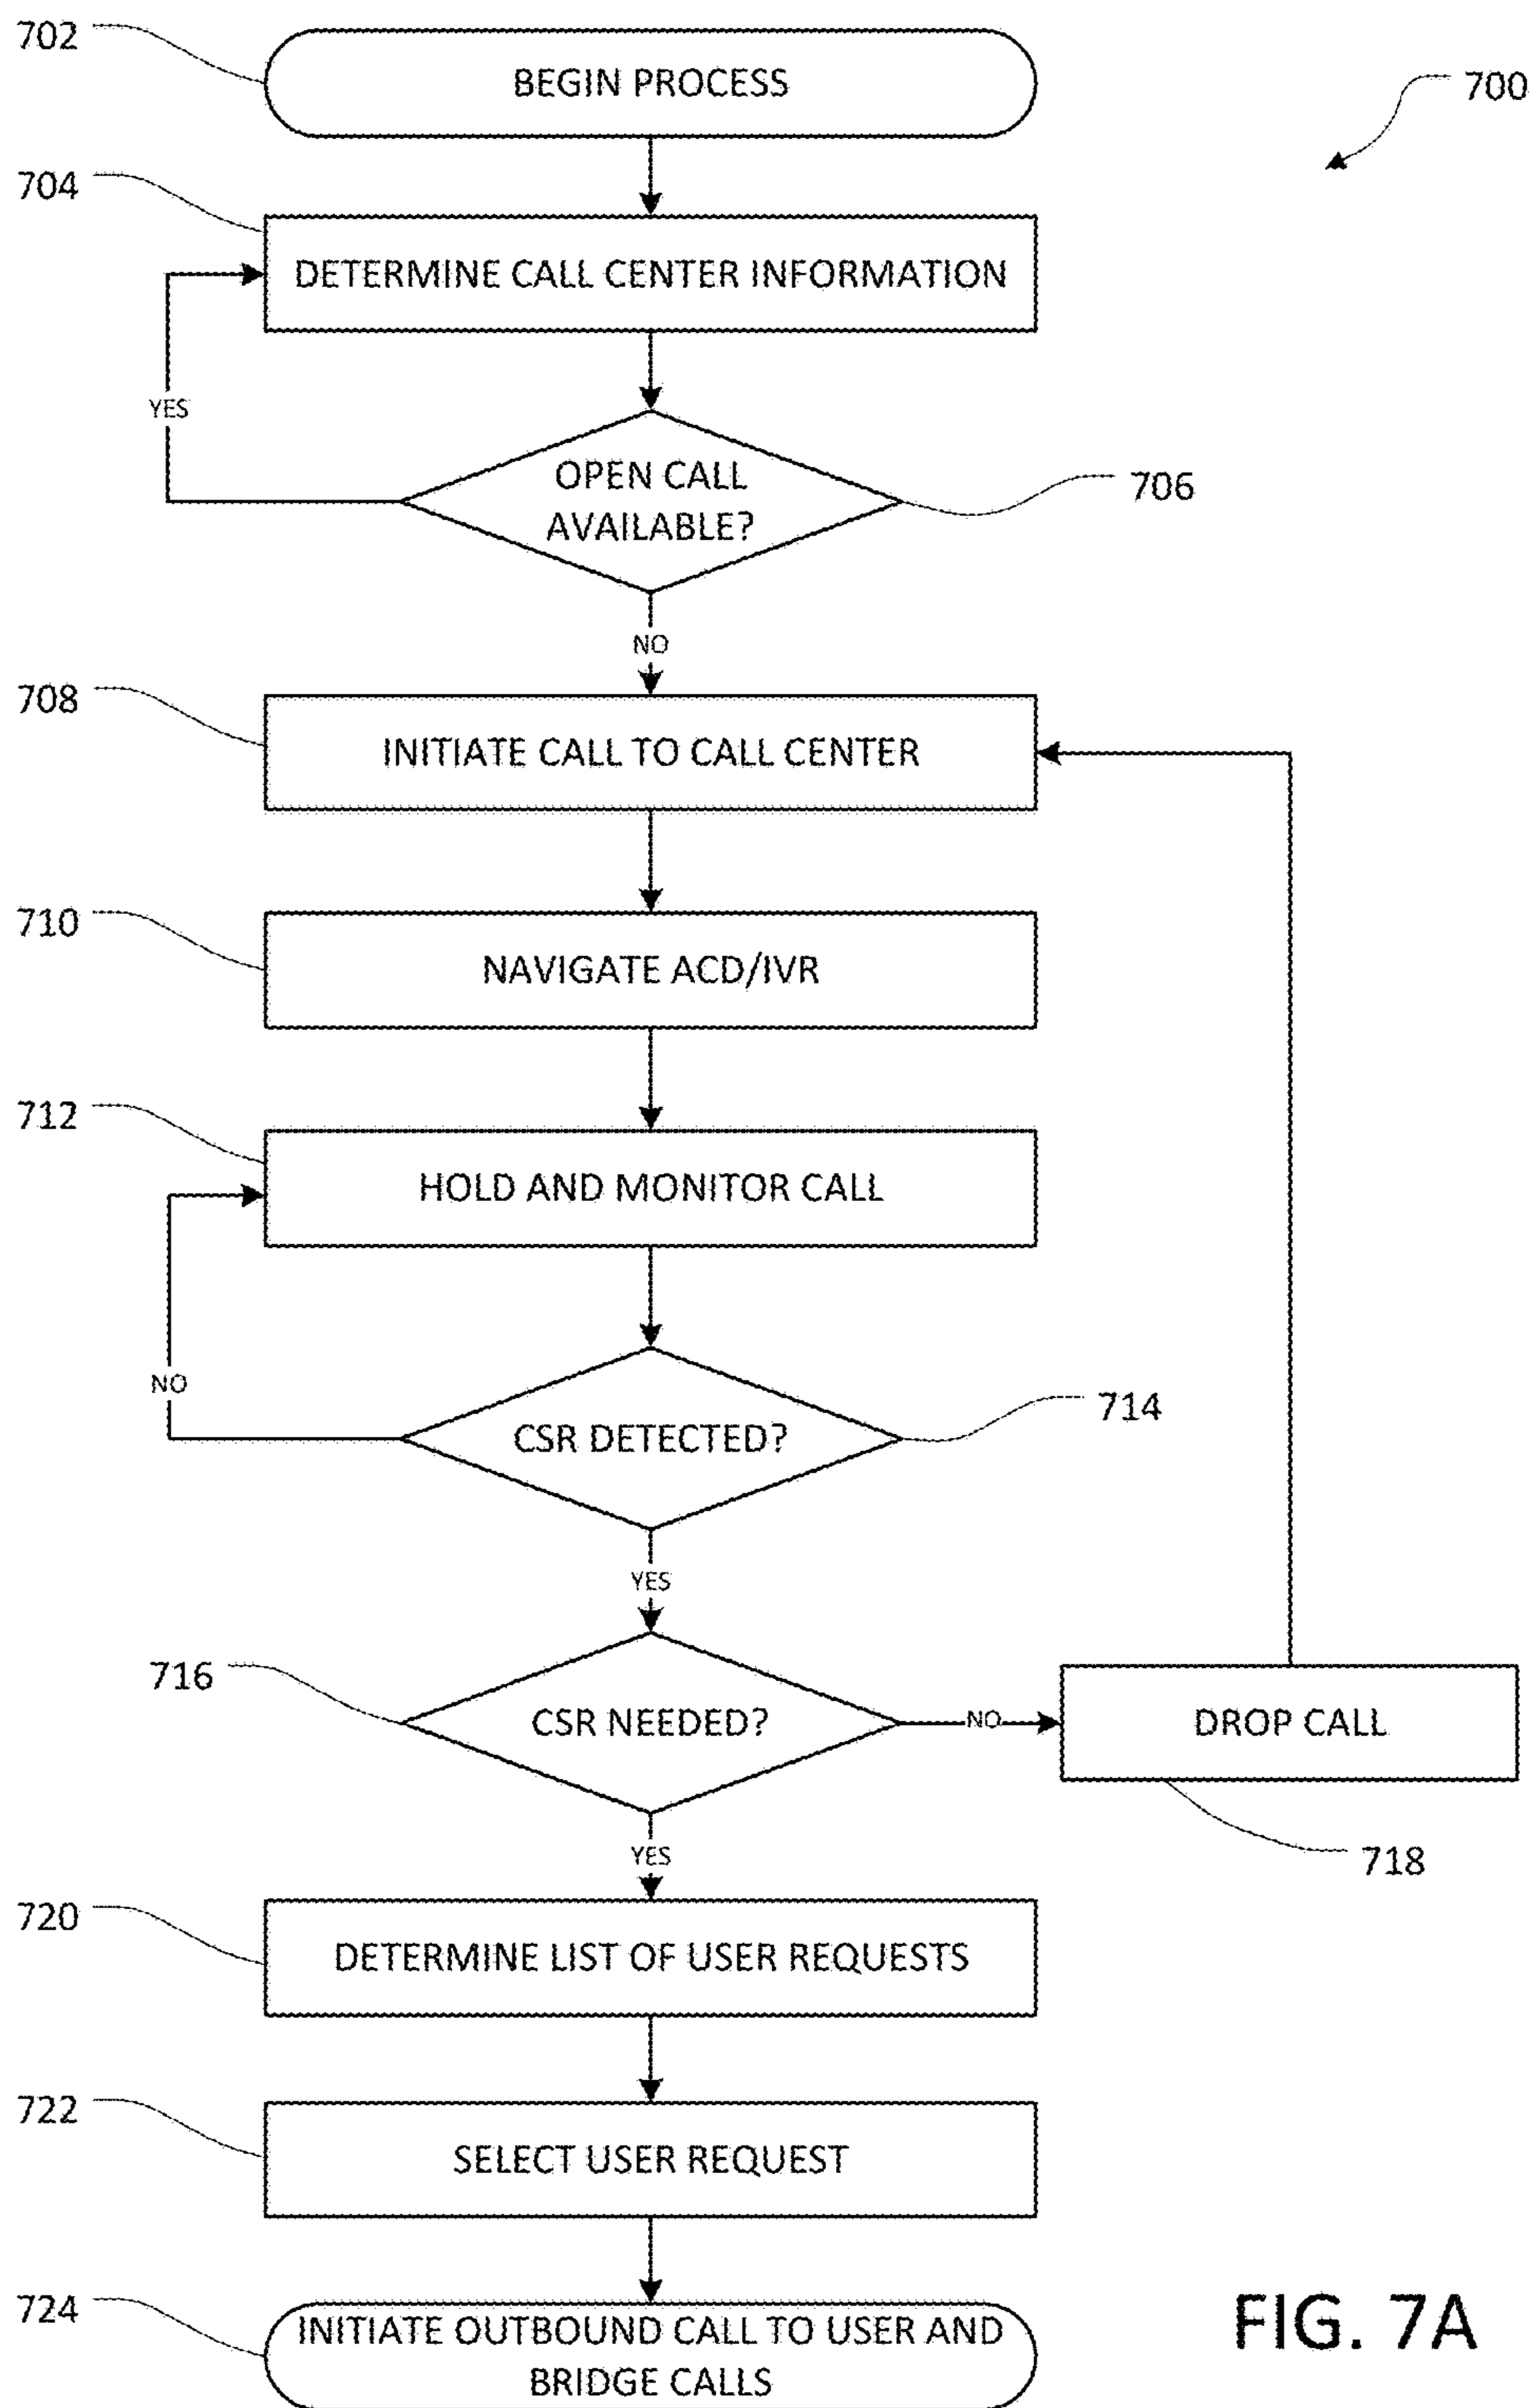 702
BEGIN PROCESS
700
704
DETERMINE CALL CENTER INFORMATION
YES
OPEN CALL
AVAILABLE?
706
NO
708
INITIATE CALL TO CALL CENTER
710
NAVIGATE ACD/IVR
712
HOLD AND MONITOR CALL
NO
CSR DETECTED?
714
YES
716
CSR NEEDED?
NO
DROP CALL
718
YES
720
DETERMINE LIST OF USER REQUESTS
722
SELECT USER REQUEST
724
INITIATE OUTBOUND CALL TO USER AND
BRIDGE CALLS
FIG. 7A